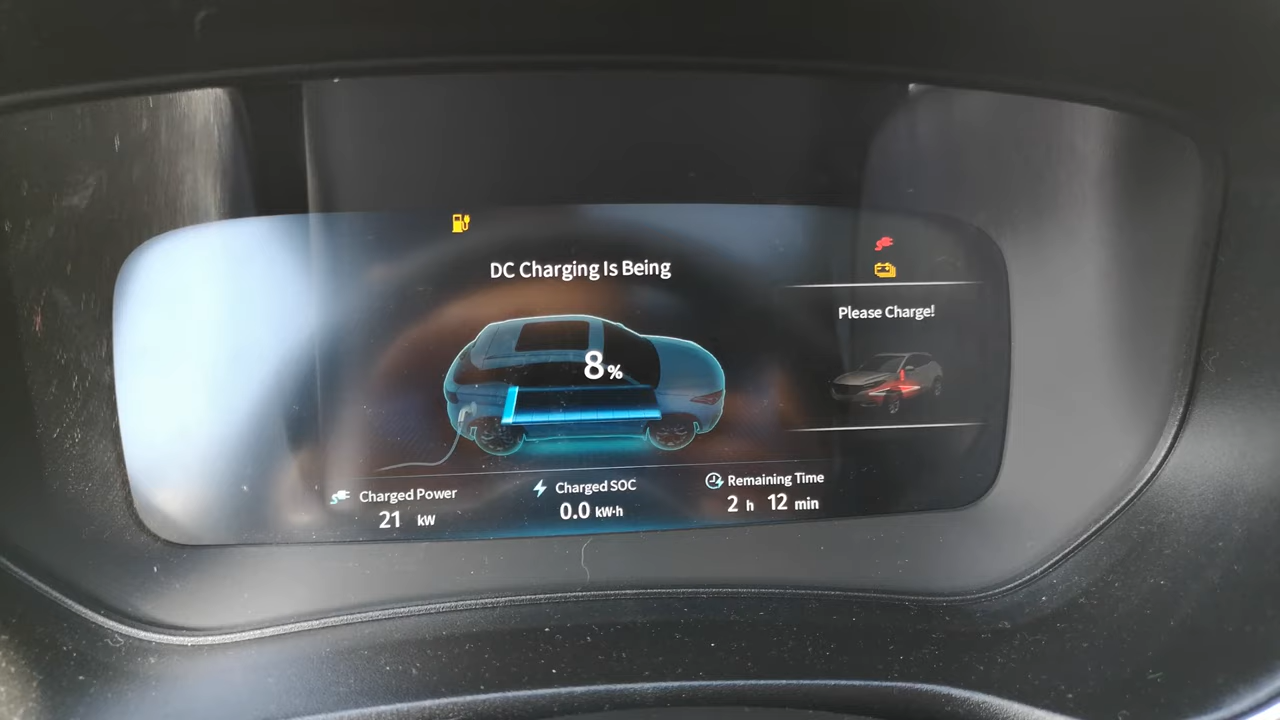 DC Charging Is Being
Please Charge!
8%
Charged Power
21 kW
Charged SOC
0.0 kW·h
Remaining Time
2 h 12 min